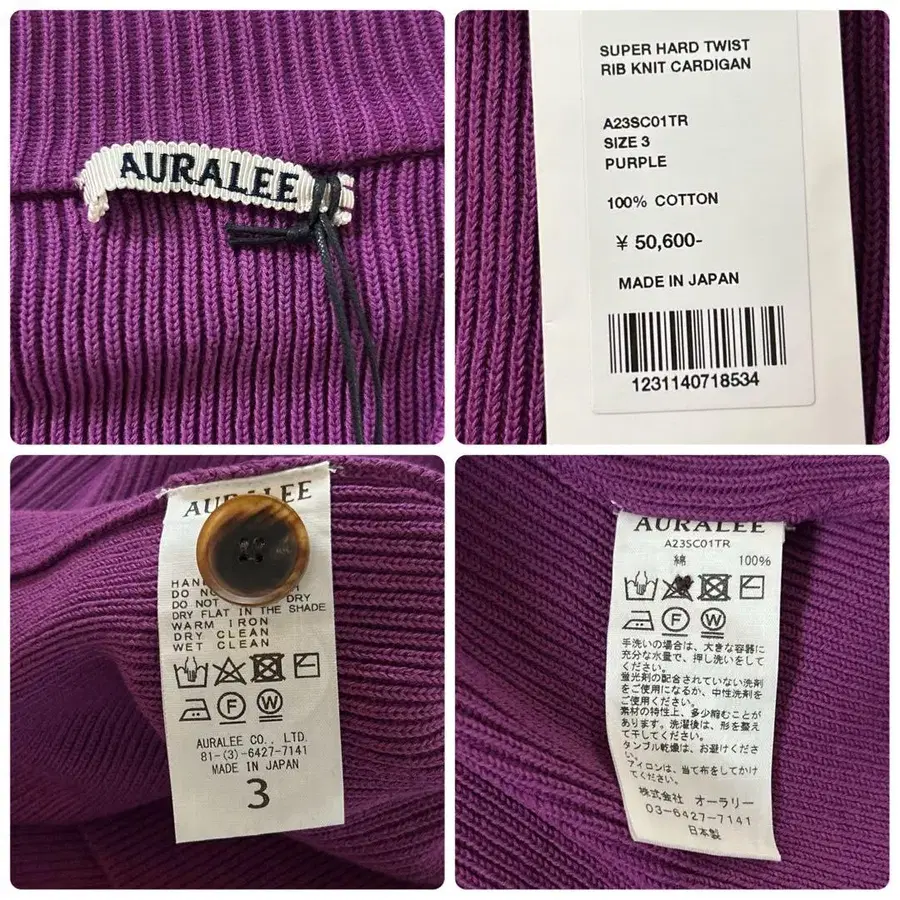 AURALEE
SUPER HARD TWIST
RIB KNIT CARDIGAN
A23SC01TR
SIZE 3
PURPLE
100% COTTON
¥ 50,600-
MADE IN JAPAN
1231140718534
AURALEE
DO NOT DRY
DRY FLAT IN THE SHADE
WARM IRON
DRY CLEAN
WET CLEAN
F W
AURALEE CO., LTD.
81-(3)-6427-7141
MADE IN JAPAN
3
AURALEE
A23SC01TR
綿 100%
F W
手洗いの場合は、大きな容器に
充分な水量で、押し洗いをして
ください。
蛍光剤の配合されていない洗剤
をご使用になるか、中性洗剤を
ご使用ください。
素材の特性上、多少縮むことが
あります。洗濯後は、形を整え
て干してください。
タンブル乾燥は、お避けくださ
い。
アイロンは、当て布をしてかけ
てください。
株式会社 オーラリー
03-6427-7141
日本製